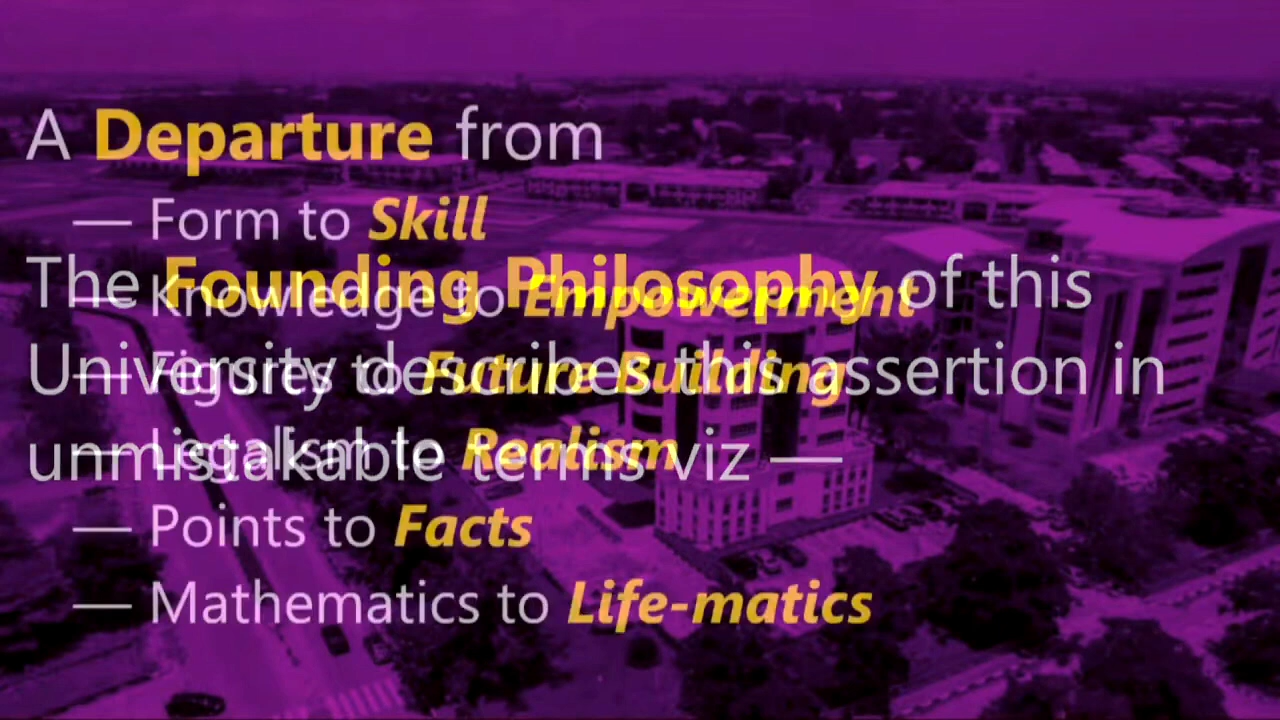 A Departure from
— Form to Skill
— Knowledge to Empowerment
— Figures to Future Building
— Legalism to Realism
— Points to Facts
— Mathematics to Life-matics
The Founding Philosophy of this
University describes this assertion in
unmistakable terms viz —